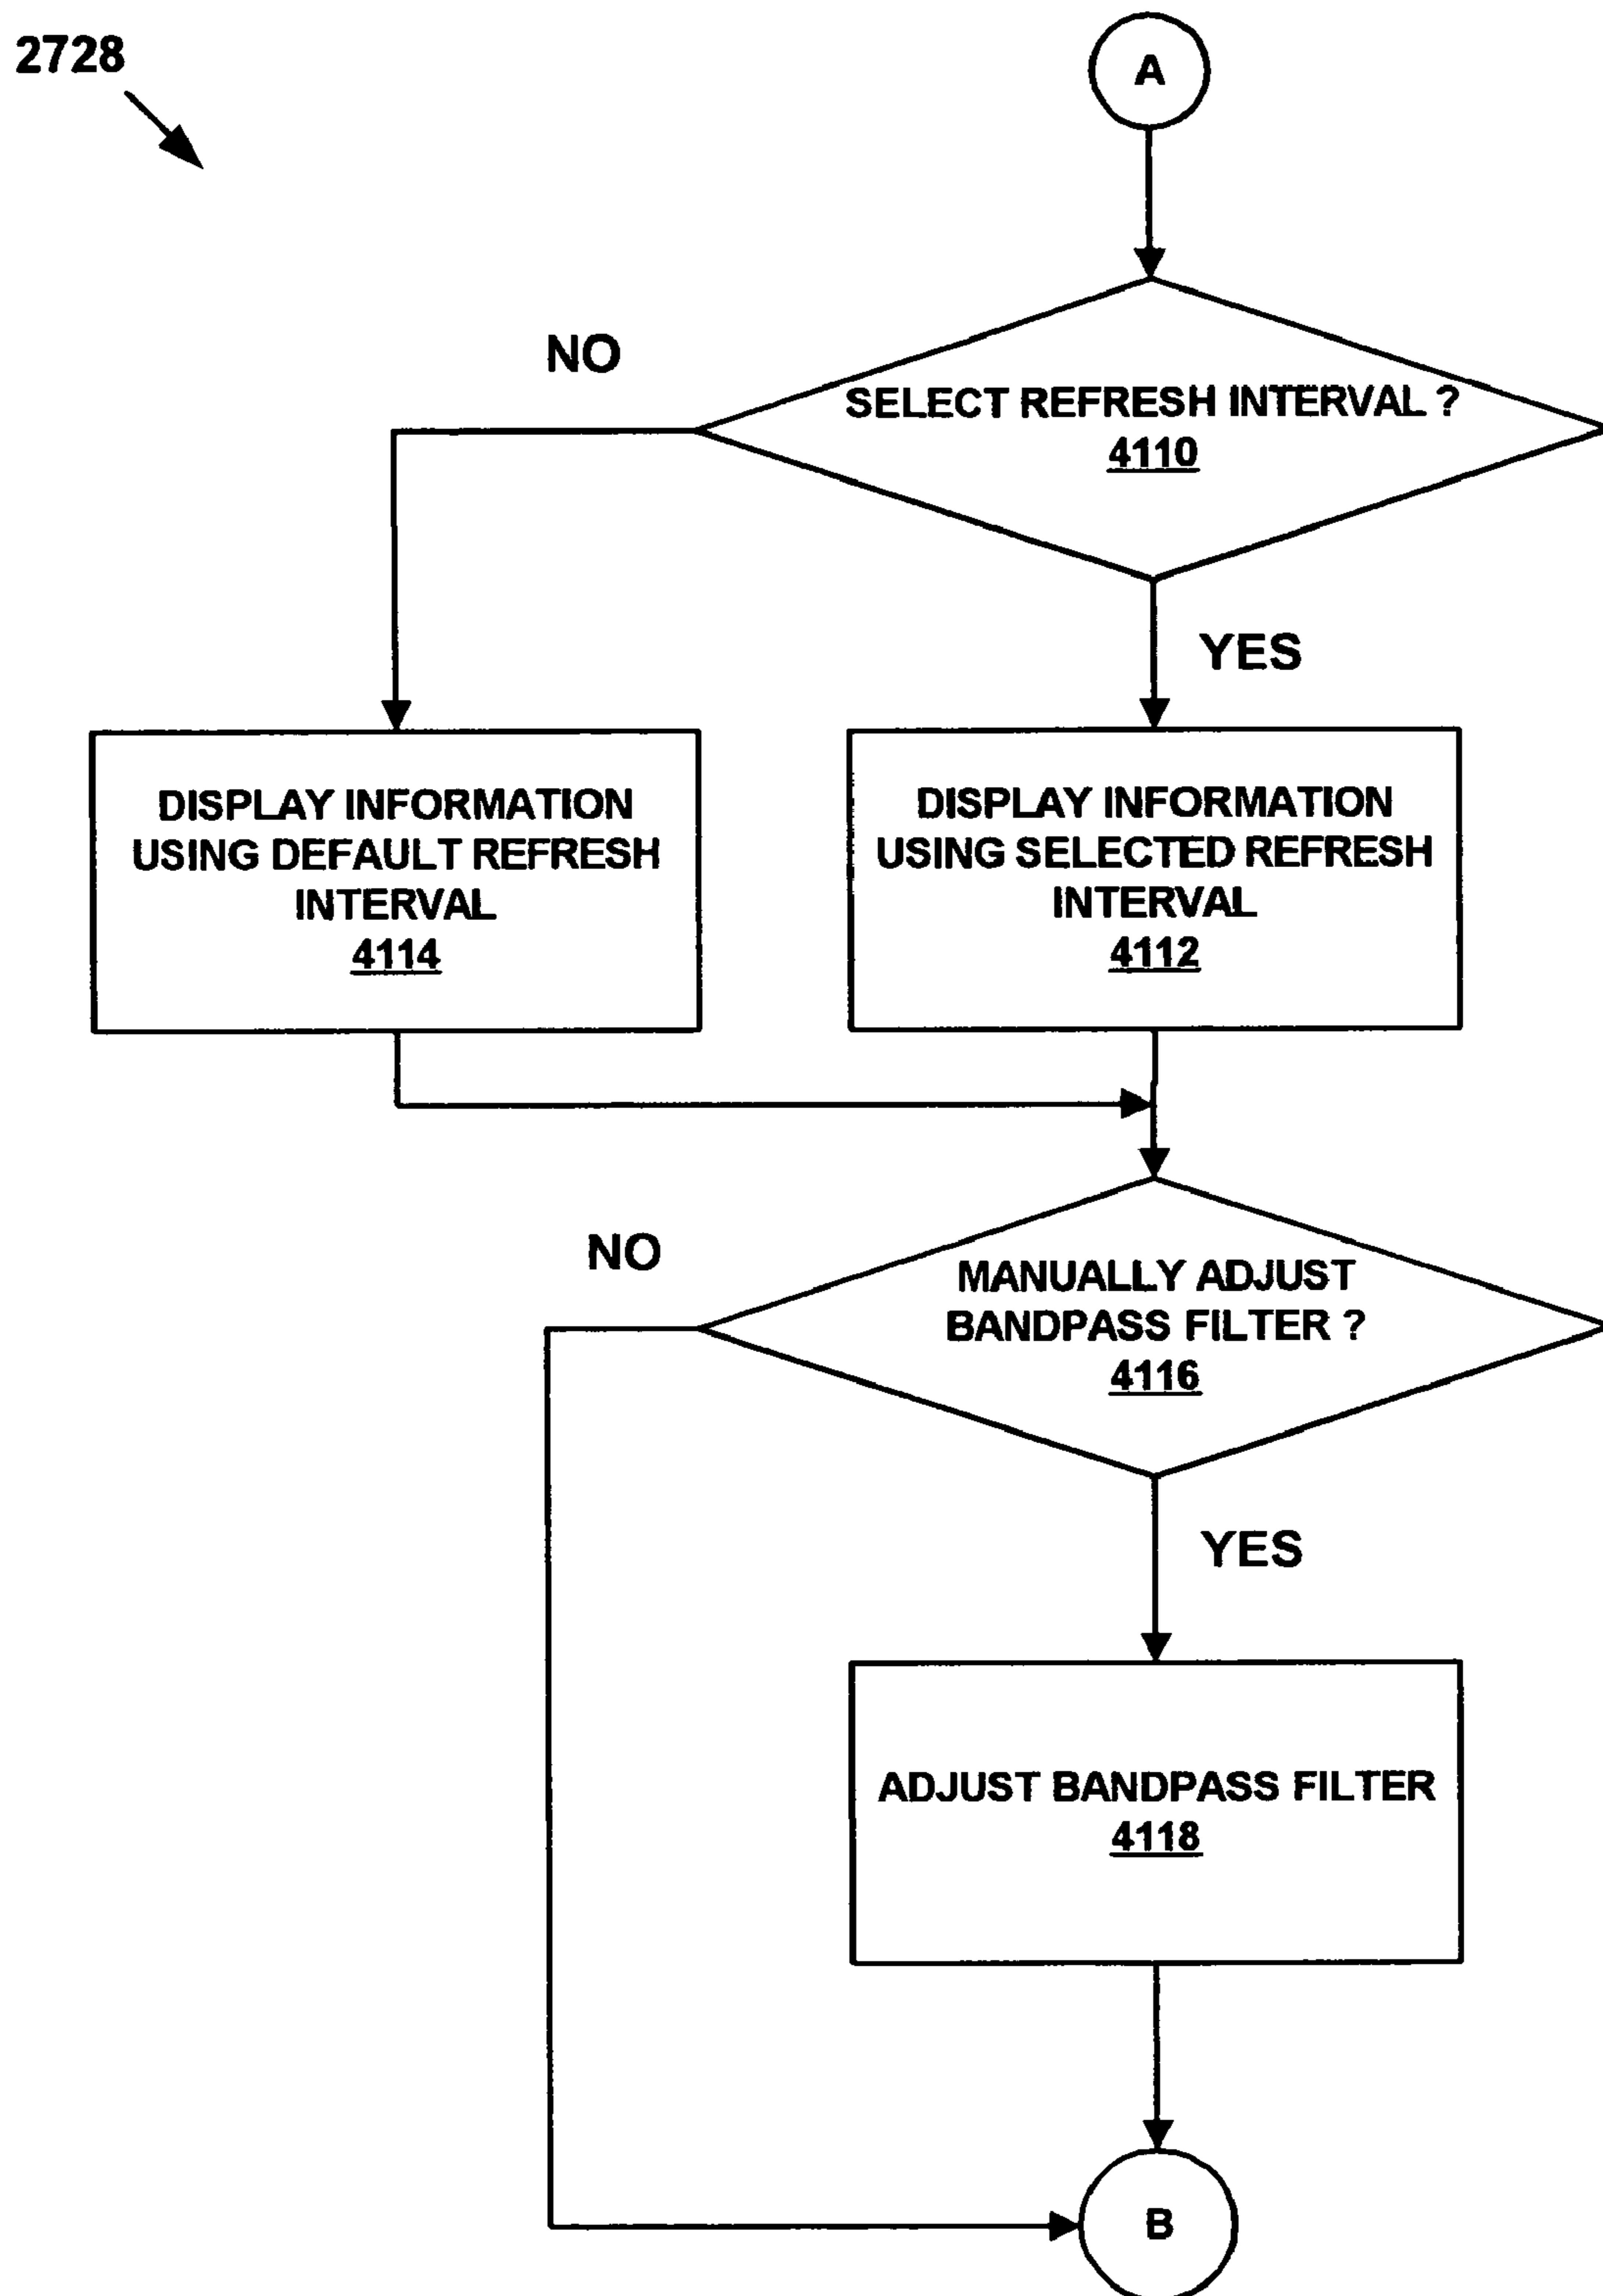 2728
A
NO
SELECT REFRESH INTERVAL ?
4110
YES
DISPLAY INFORMATION
USING DEFAULT REFRESH
INTERVAL
4114
DISPLAY INFORMATION
USING SELECTED REFRESH
INTERVAL
4112
NO
MANUALLY ADJUST
BANDPASS FILTER ?
4116
YES
ADJUST BANDPASS FILTER
4118
B